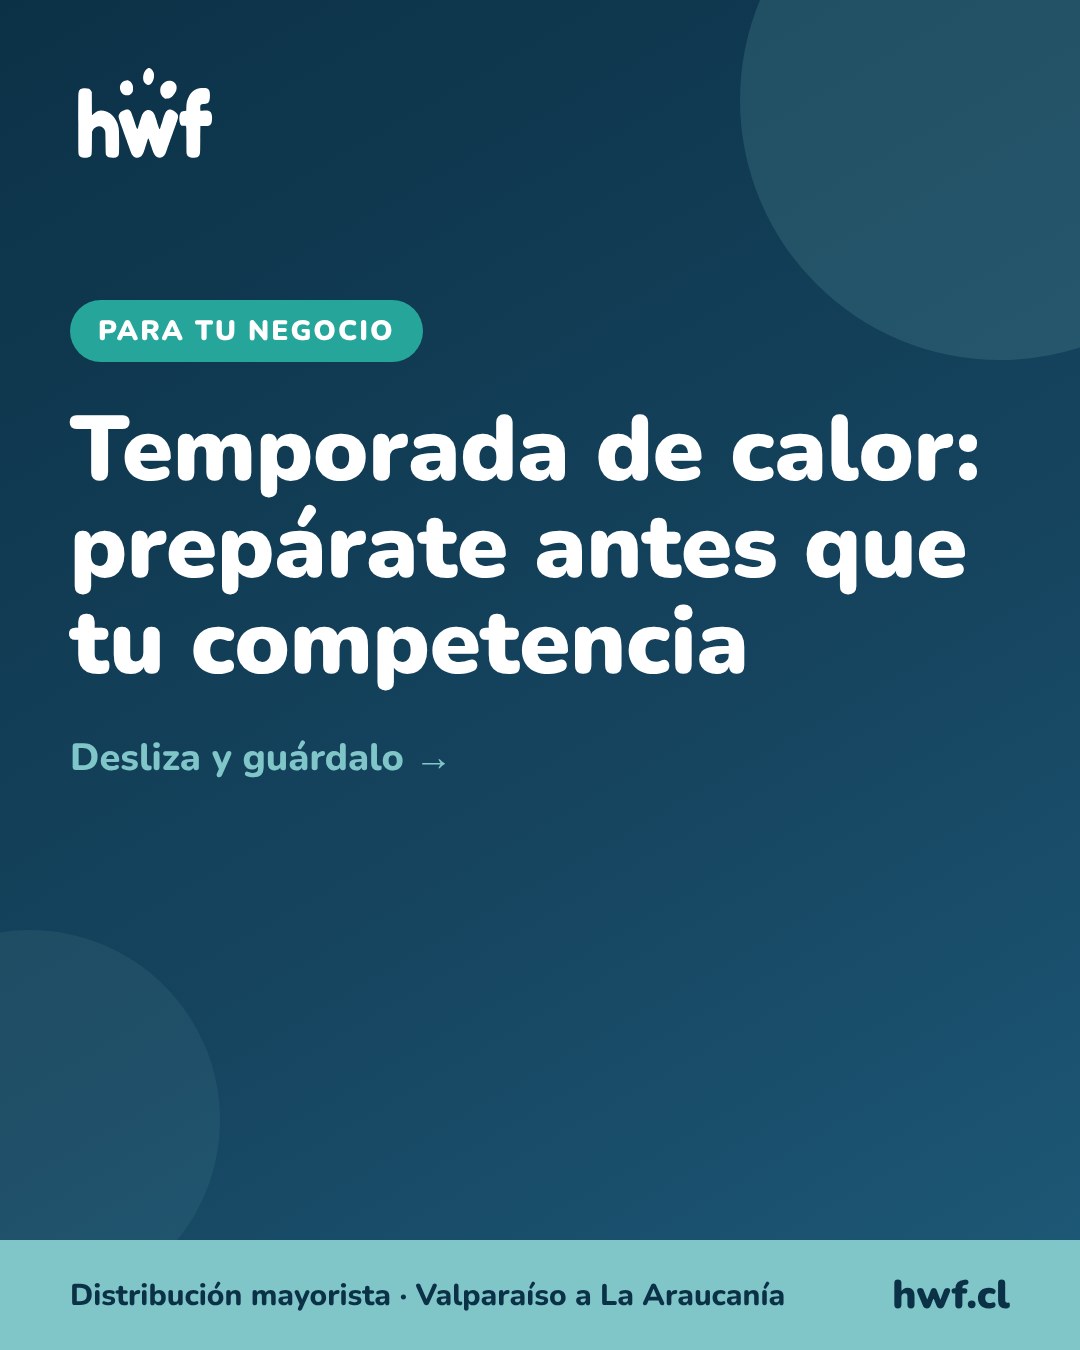 hwf
PARA TU NEGOCIO
Temporada de calor:
prepárate antes que
tu competencia
Desliza y guárdalo →
Distribución mayorista · Valparaíso a La Araucanía
hwf.cl